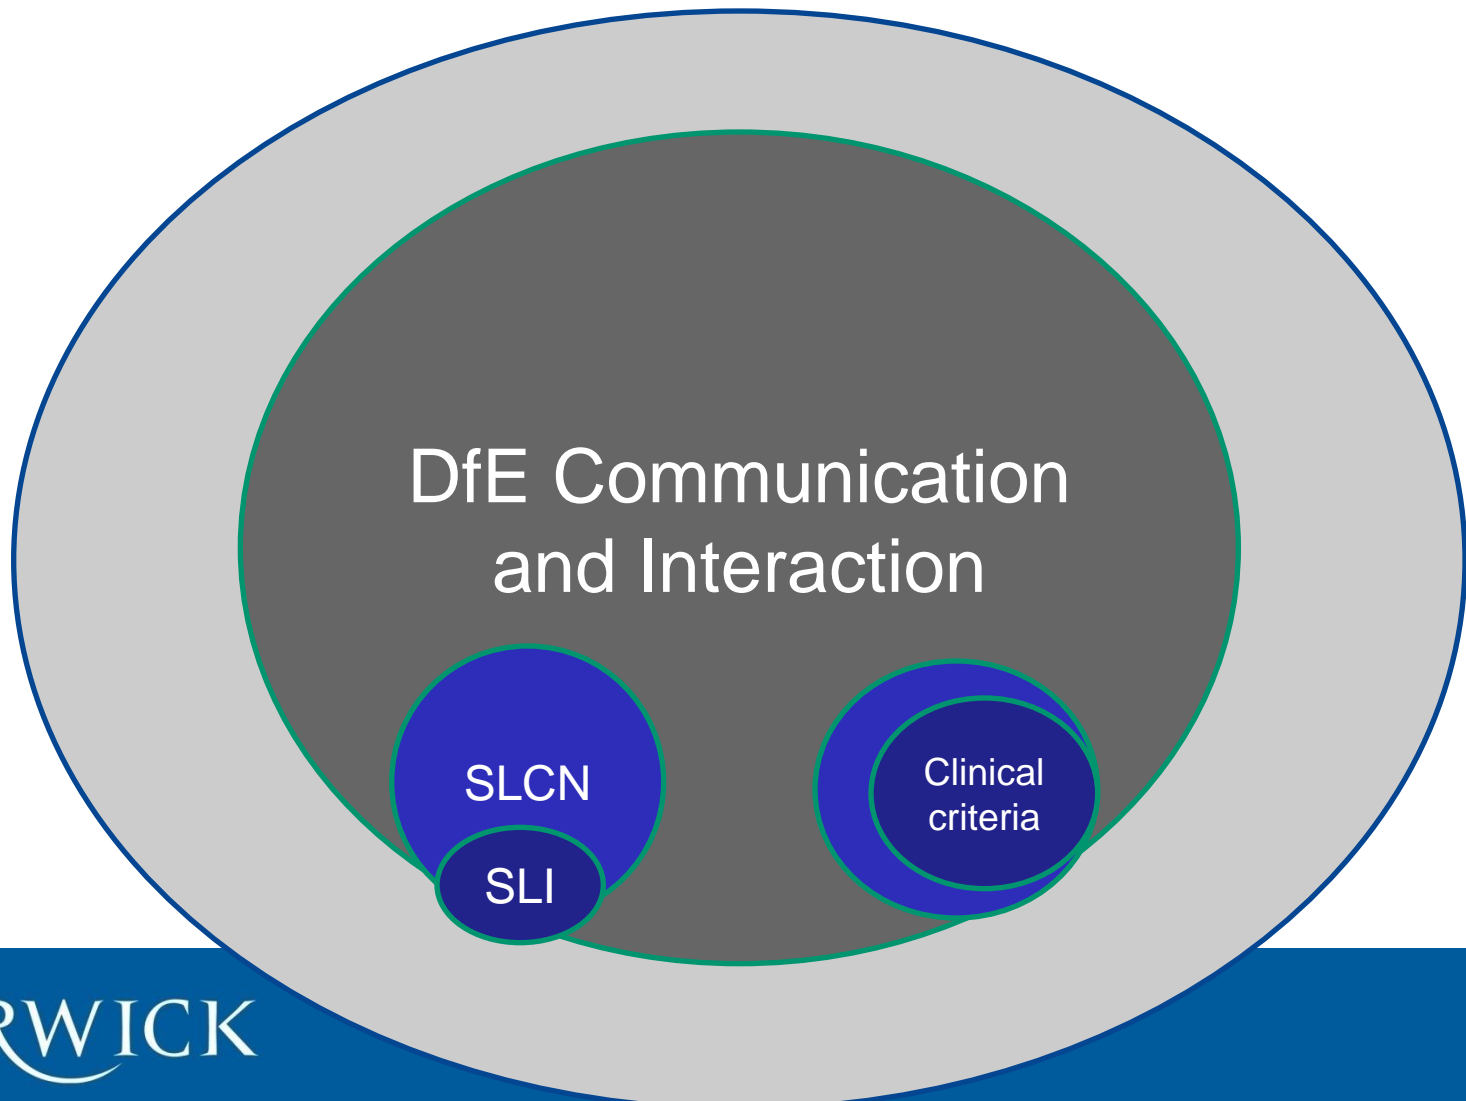 DfE Communication
and Interaction
SLCN
SLI
Clinical
criteria
RWICK